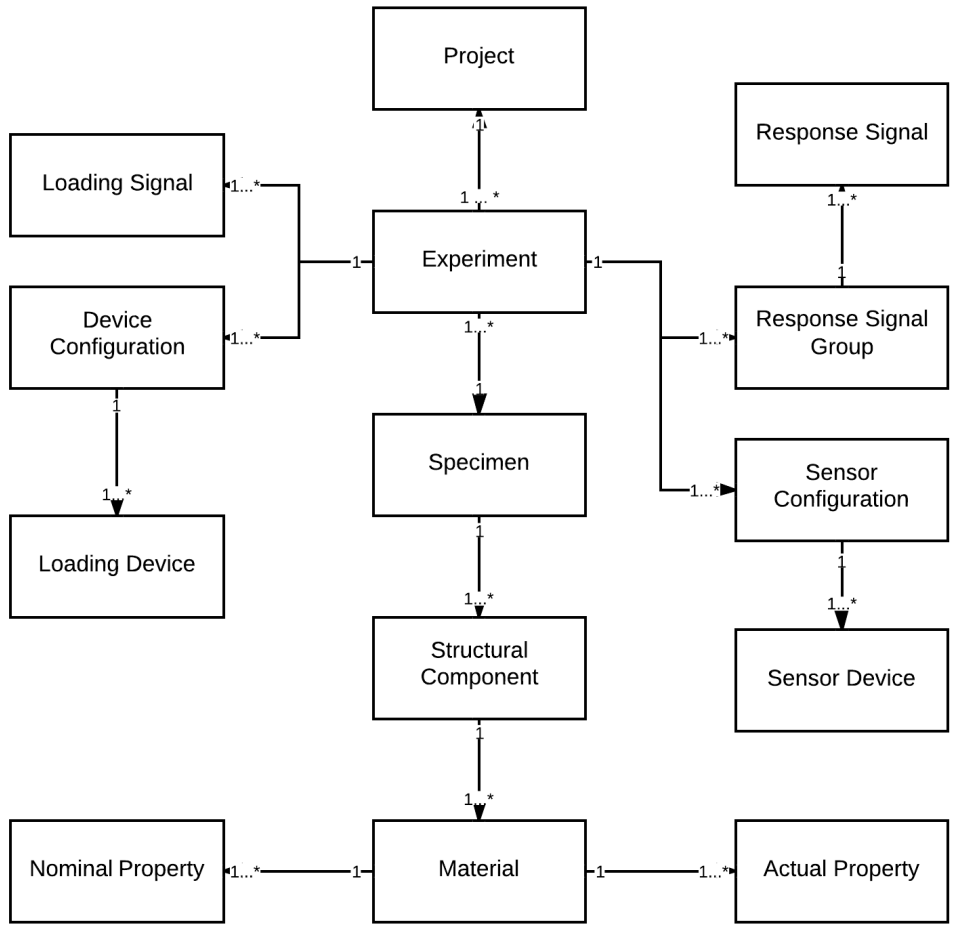 Project
1
1 ... *
Response Signal
1...*
1
Loading Signal
1...*
Experiment
1
1
Device
Configuration
1...*
1
1...*
Response Signal
Group
1...*
1...*
1
Specimen
1
Sensor
Configuration
1...*
1
1...*
Loading Device
1...*
Structural
Component
1
Sensor Device
1...*
Nominal Property
1...*
1
Material
1
1...*
Actual Property